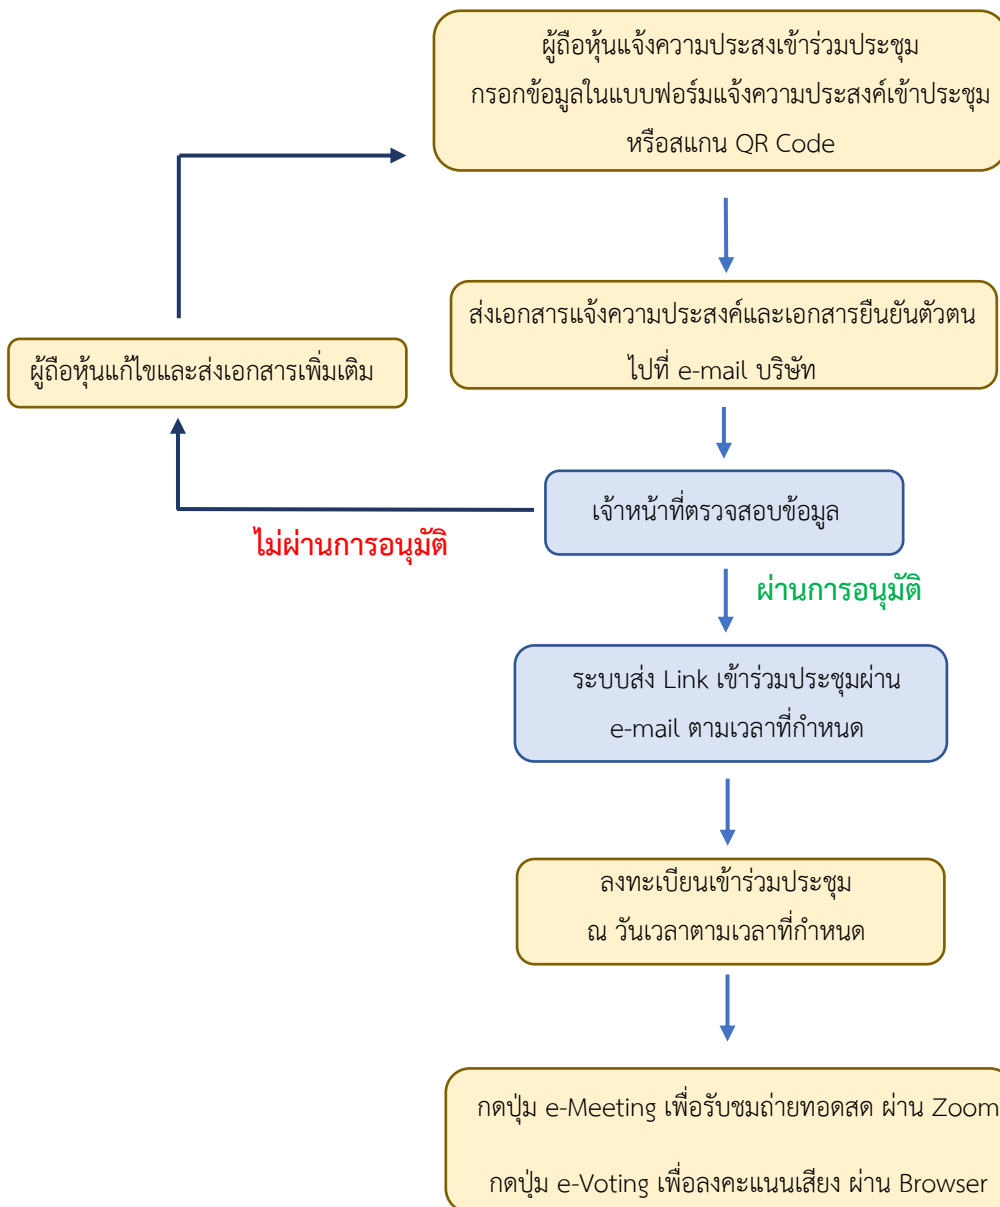 ผู้ถือหุ้นแจ้งความประสงเข้าร่วมประชุม
กรอกข้อมูลในแบบฟอร์มแจ้งความประสงค์เข้าประชุม
หรือสแกน QR Code
ส่งเอกสารแจ้งความประสงค์และเอกสารยืนยันตัวตน
ไปที่ e-mail บริษัท
ผู้ถือหุ้นแก้ไขและส่งเอกสารเพิ่มเติม
เจ้าหน้าที่ตรวจสอบข้อมูล
ไม่ผ่านการอนุมัติ
ผ่านการอนุมัติ
ระบบส่ง Link เข้าร่วมประชุมผ่าน
e-mail ตามเวลาที่กำหนด
ลงทะเบียนเข้าร่วมประชุม
ณ วันเวลาตามเวลาที่กำหนด
กดปุ่ม e-Meeting เพื่อรับชมถ่ายทอดสด ผ่าน Zoom
กดปุ่ม e-Voting เพื่อลงคะแนนเสียง ผ่าน Browser